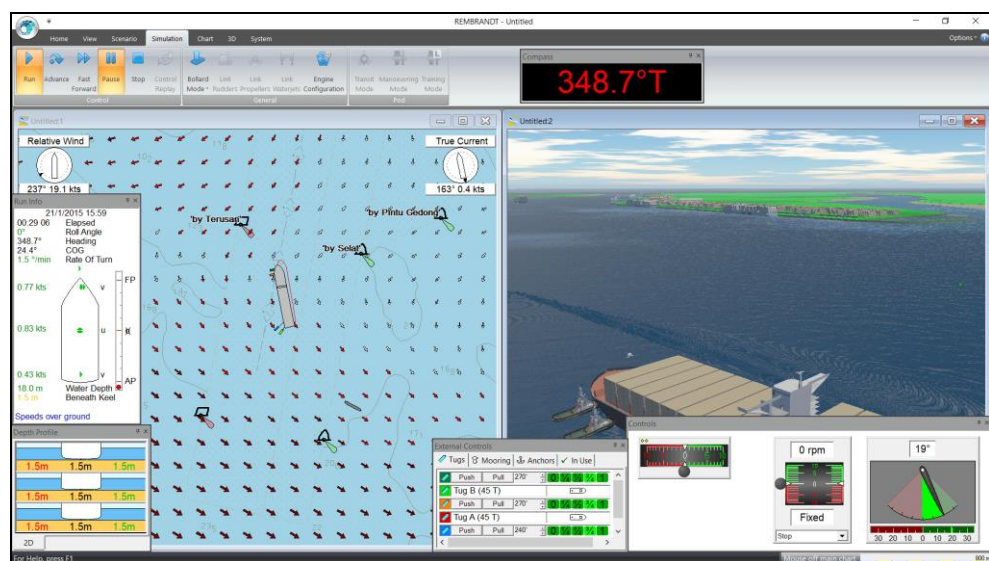 REMBRANDT - Untitled
Home View Scenario Simulation Chart 3D System
Options
Run Advance Fast Forward Pause Stop Control Replay
Bollard Mode Link Rudders Link Propellers Link Waterjets Engine Configuration
Transit Mode Manoeuvring Mode Training Mode
Control General Pod
Compass
348.7°T
Untitled:1
Untitled:2
Relative Wind
237° 19.1 kts
True Current
163° 0.4 kts
Run Info
21/1/2015 15:59
00:29 06 Elapsed
0° Roll Angle
348.7° Heading
24.4° COG
1.5 °/min Rate Of Turn
FP
0.77 kts v
0.83 kts u
0.43 kts v
AP
18.0 m Water Depth
1.5 m Beneath Keel
Speeds over ground
'by Terusan'
'by Pintu Gedong'
'by Selat'
Depth Profile
1.5m 1.5m 1.5m
1.5m 1.5m 1.5m
1.5m 1.5m 1.5m
2D
External Controls
Tugs Mooring Anchors In Use
Push Pull 270°
Tug B (45 T)
Push Pull 270°
Tug A (45 T)
Push Pull 240°
Controls
0 rpm
Fixed
Stop
19°
30 20 10 0 10 20 30
For Help, press F1
Mouse off main chart